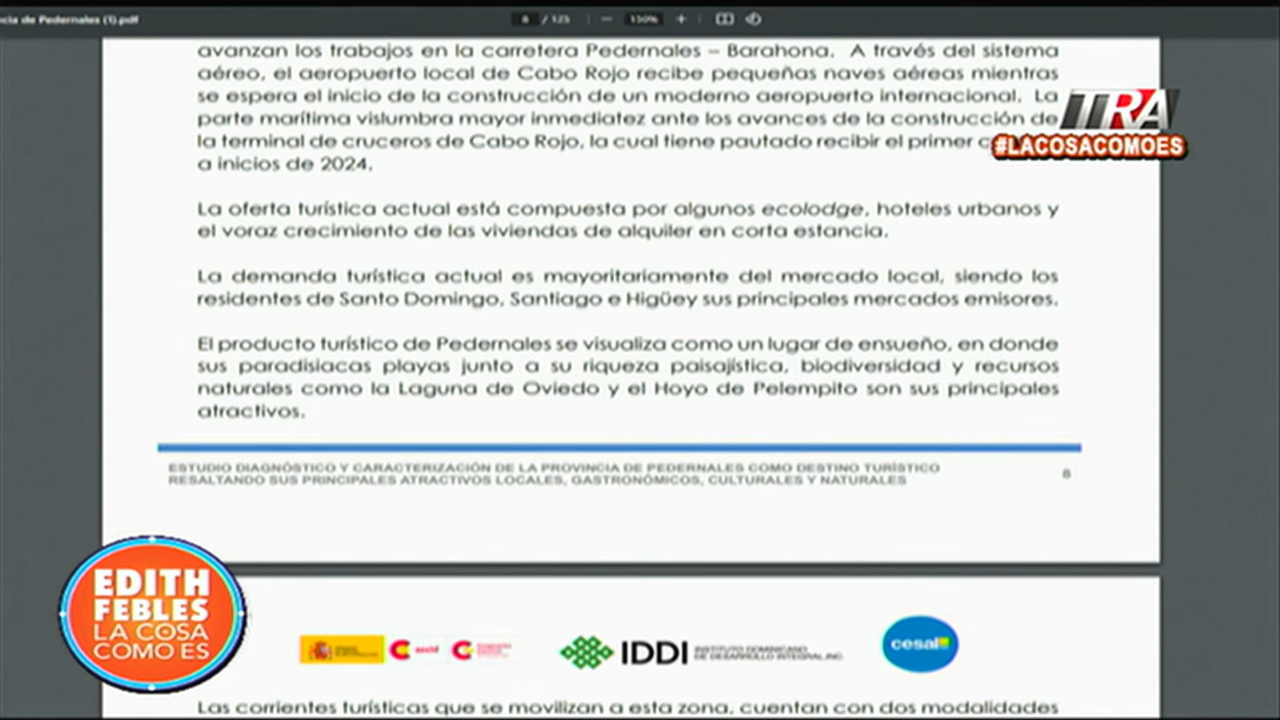 cia de Pedernales (1).pdf
8 / 125 − 150% +
avanzan los trabajos en la carretera Pedernales – Barahona. A través del sistema
aéreo, el aeropuerto local de Cabo Rojo recibe pequeñas naves aéreas mientras
se espera el inicio de la construcción de un moderno aeropuerto internacional. La
parte marítima vislumbra mayor inmediatez ante los avances de la construcción de
la terminal de cruceros de Cabo Rojo, la cual tiene pautado recibir el primer c
a inicios de 2024.
TRA
#LACOSACOMOES
La oferta turística actual está compuesta por algunos ecolodge, hoteles urbanos y
el voraz crecimiento de las viviendas de alquiler en corta estancia.
La demanda turística actual es mayoritariamente del mercado local, siendo los
residentes de Santo Domingo, Santiago e Higüey sus principales mercados emisores.
El producto turístico de Pedernales se visualiza como un lugar de ensueño, en donde
sus paradisiacas playas junto a su riqueza paisajística, biodiversidad y recursos
naturales como la Laguna de Oviedo y el Hoyo de Pelempito son sus principales
atractivos.
ESTUDIO DIAGNÓSTICO Y CARACTERIZACIÓN DE LA PROVINCIA DE PEDERNALES COMO DESTINO TURÍSTICO
RESALTANDO SUS PRINCIPALES ATRACTIVOS LOCALES, GASTRONÓMICOS, CULTURALES Y NATURALES
8
EDITH
FEBLES
LA COSA
COMO ES
aecid
IDDI
INSTITUTO DOMINICANO
DE DESARROLLO INTEGRAL, INC.
cesal
Las corrientes turísticas que se movilizan a esta zona, cuentan con dos modalidades